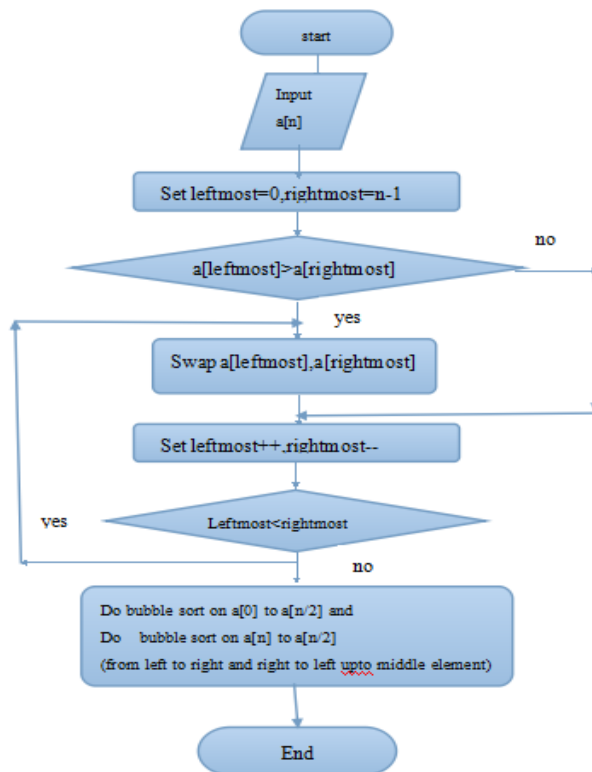 start
Input
a[n]
Set leftmost=0,rightmost=n-1
no
a[leftmost]>a[rightmost]
yes
Swap a[leftmost],a[rightmost]
Set leftmost++,rightmost--
yes
Leftmost<rightmost
no
Do bubble sort on a[0] to a[n/2] and
Do bubble sort on a[n] to a[n/2]
(from left to right and right to left upto middle element)
End